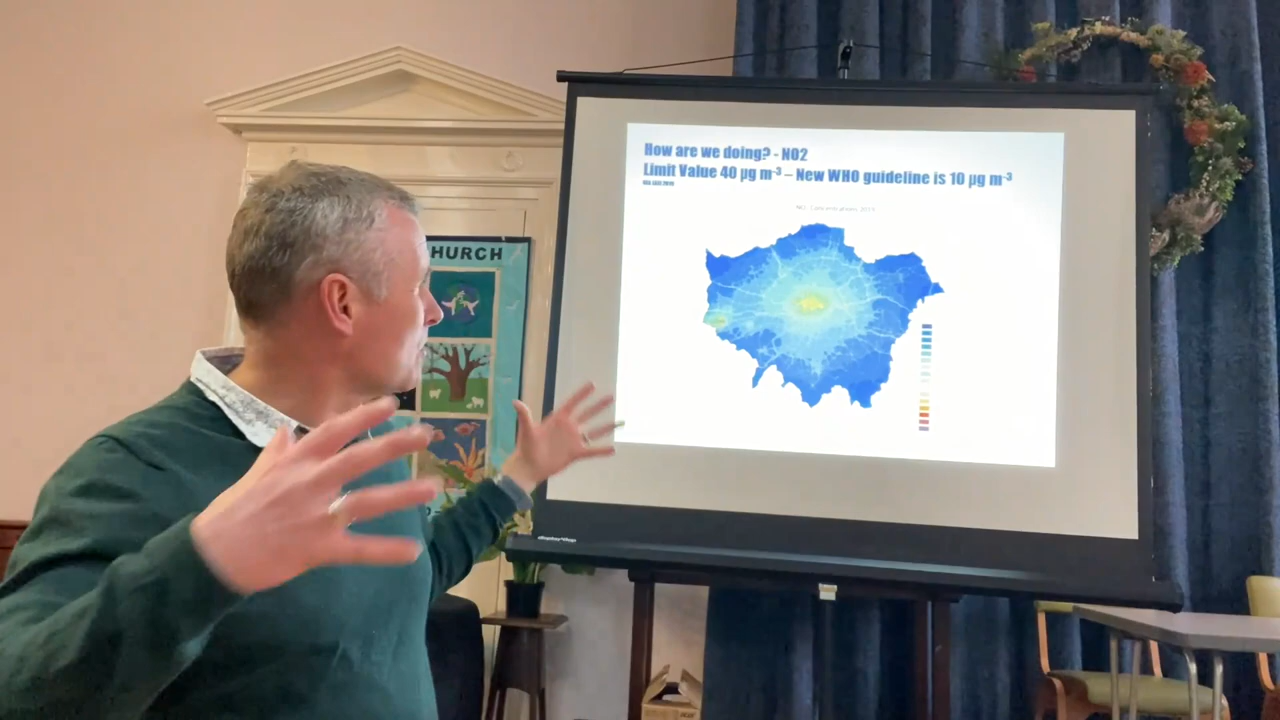 How are we doing? - NO2
Limit Value 40 µg m-3 – New WHO guideline is 10 µg m-3
HURCH